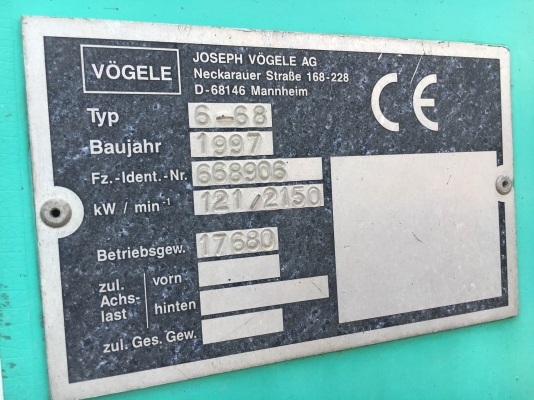 VÖGELE
JOSEPH VÖGELE AG
Neckarauer Straße 168-228
D-68146 Mannheim
CE
Typ 6-68
Baujahr 1997
Fz.-Ident.-Nr. 668906
kW / min⁻¹ 121/2150
Betriebsgew. 17680
zul. Achs- last
vorn
hinten
zul. Ges. Gew.